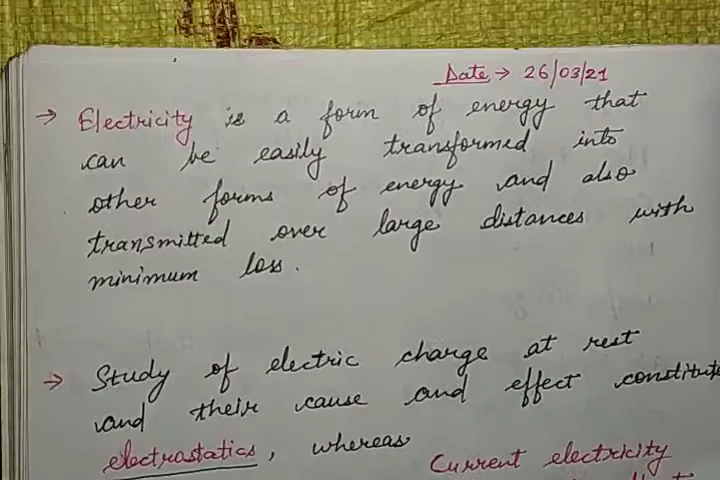 Date → 26/03/21
→ Electricity is a form of energy that
can be easily transformed into
other forms of energy and also
transmitted over large distances with
minimum loss.
→ Study of electric charge at rest
and their cause and effect constitute
electrostatics, whereas
Current electricity